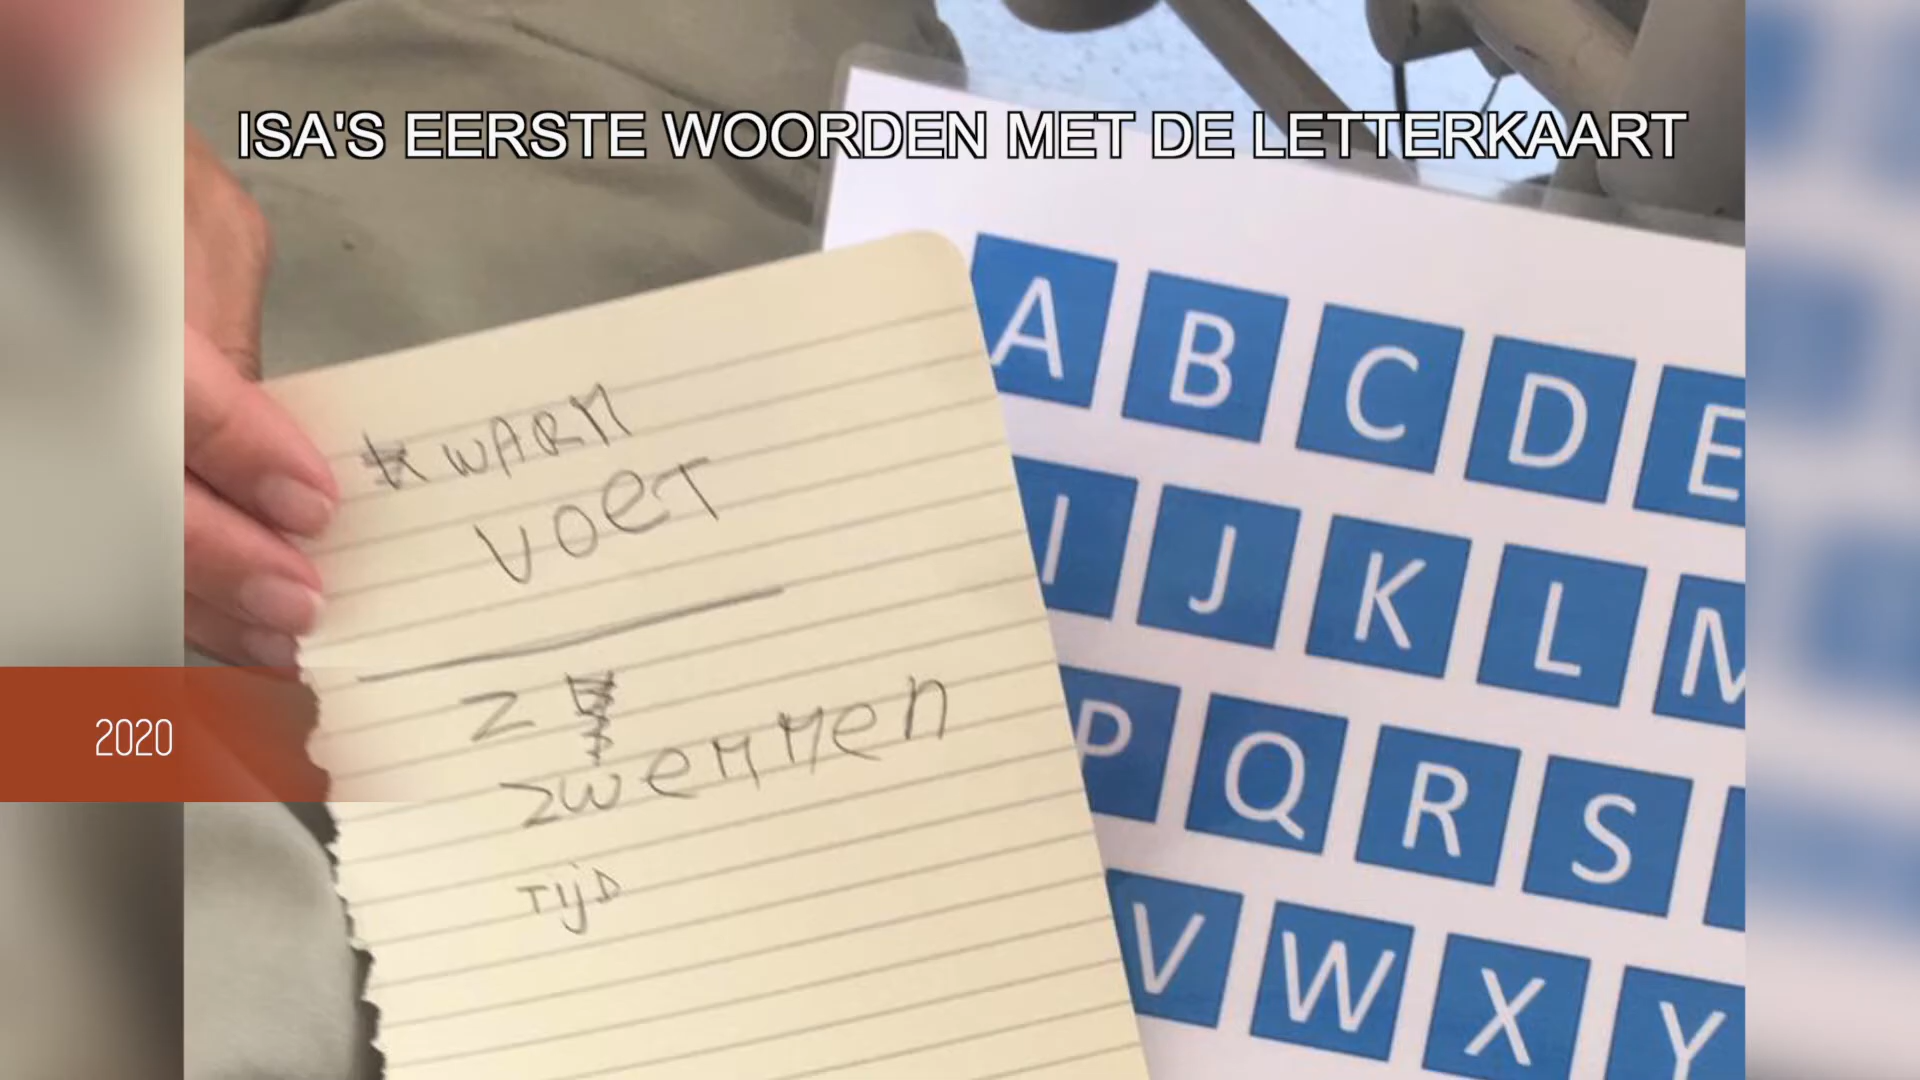 ISA'S EERSTE WOORDEN MET DE LETTERKAART
WARM
VOET
Z
ZWEMMEN
TIJD
2020
A B C D E
I J K L M
P Q R S
V W X Y